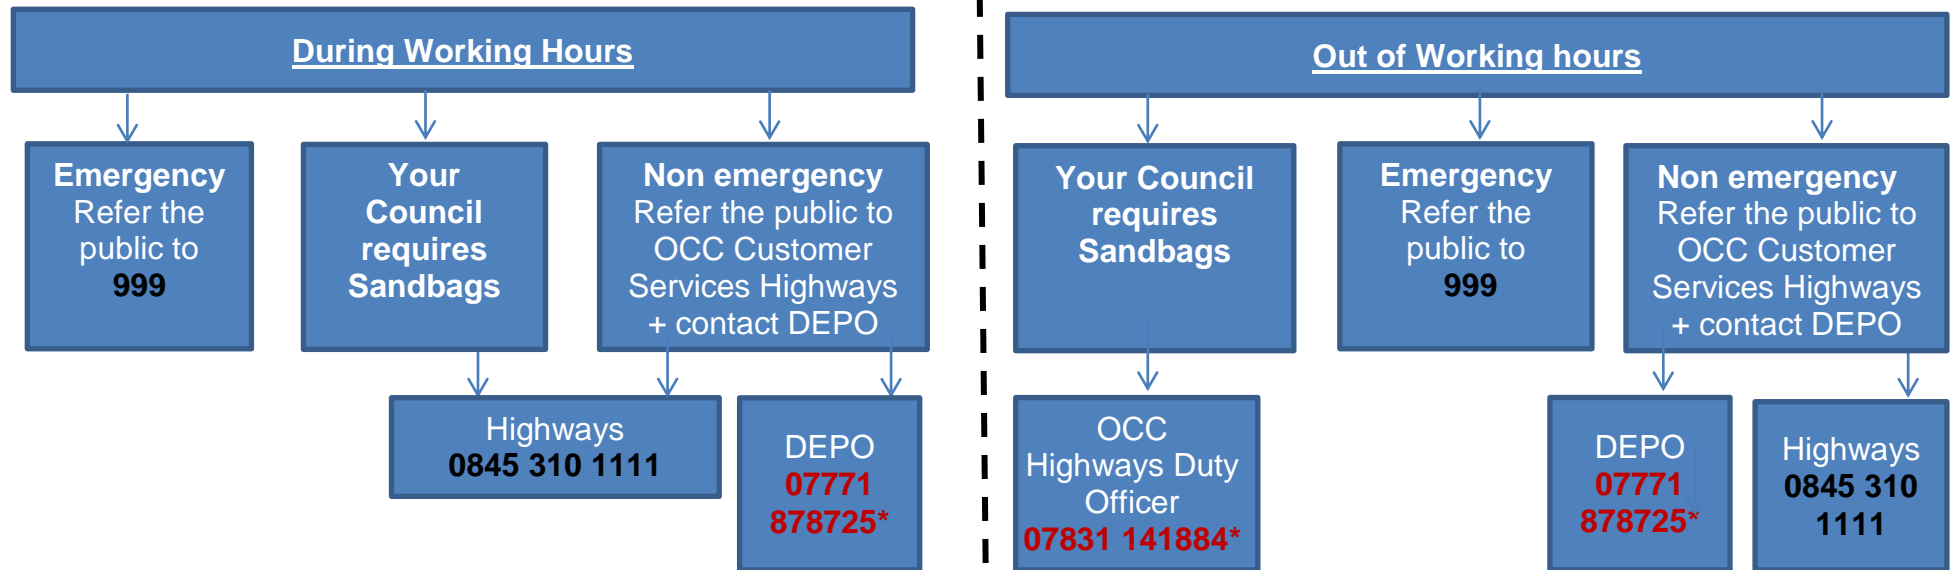 During Working Hours
Emergency
Refer the
public to
999
Your
Council
requires
Sandbags
Non emergency
Refer the public to
OCC Customer
Services Highways
+ contact DEPO
Highways
0845 310 1111
DEPO
07771
878725*
Out of Working hours
Your Council
requires
Sandbags
Emergency
Refer the
public to
999
Non emergency
Refer the public to
OCC Customer
Services Highways
+ contact DEPO
OCC
Highways Duty
Officer
07831 141884*
DEPO
07771
878725*
Highways
0845 310
1111